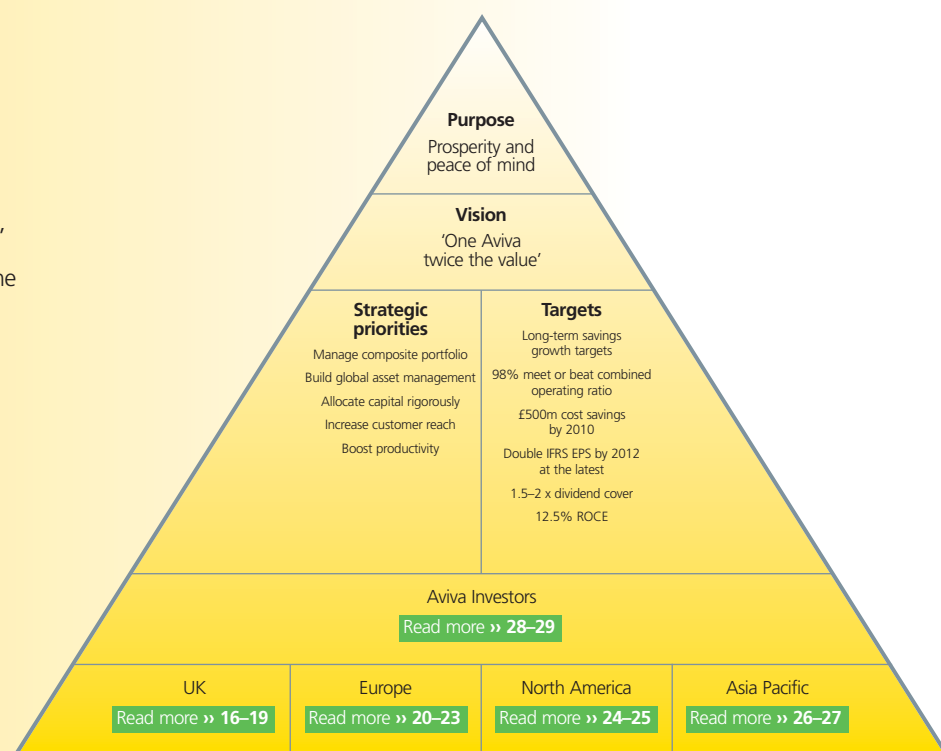 ’
ne
Purpose
Prosperity and
peace of mind
Vision
‘One Aviva
twice the value’
Strategic
priorities
Manage composite portfolio
Build global asset management
Allocate capital rigorously
Increase customer reach
Boost productivity
Targets
Long-term savings
growth targets
98% meet or beat combined
operating ratio
£500m cost savings
by 2010
Double IFRS EPS by 2012
at the latest
1.5–2 x dividend cover
12.5% ROCE
Aviva Investors
Read more ›› 28–29
UK
Read more ›› 16–19
Europe
Read more ›› 20–23
North America
Read more ›› 24–25
Asia Pacific
Read more ›› 26–27